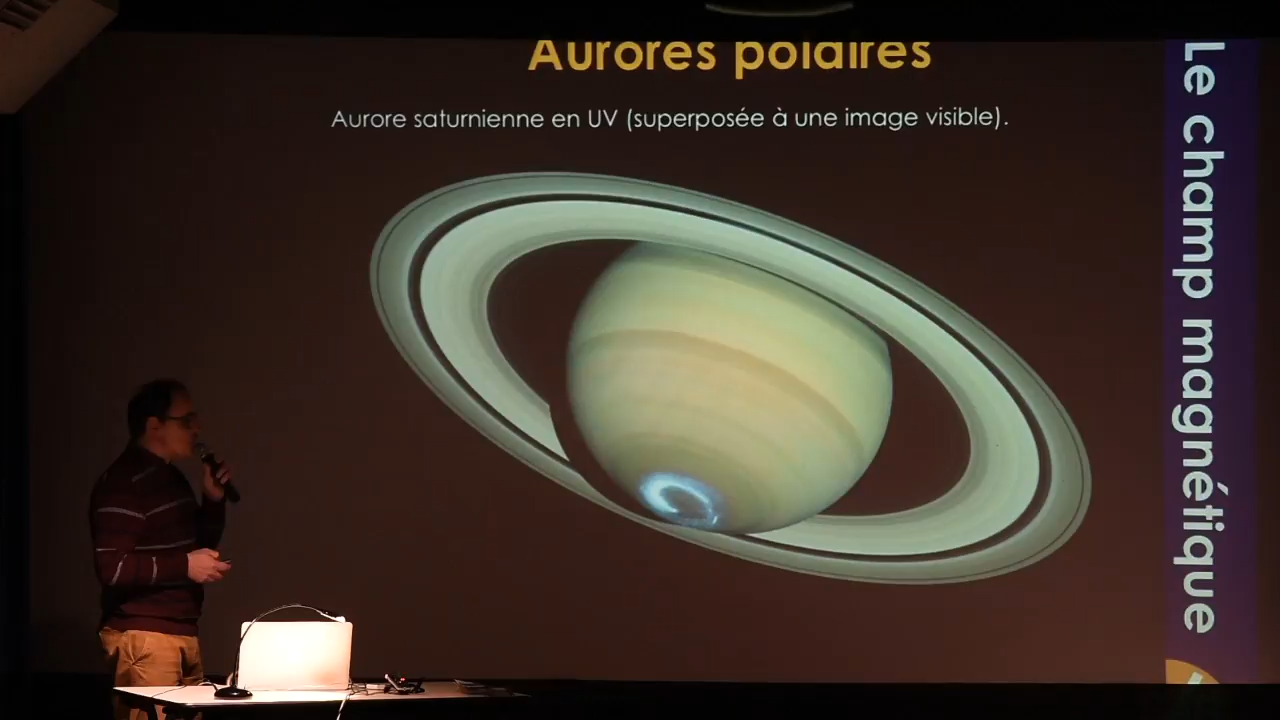 Aurores polaires
Aurore saturnienne en UV (superposée à une image visible).
Le champ magnétique